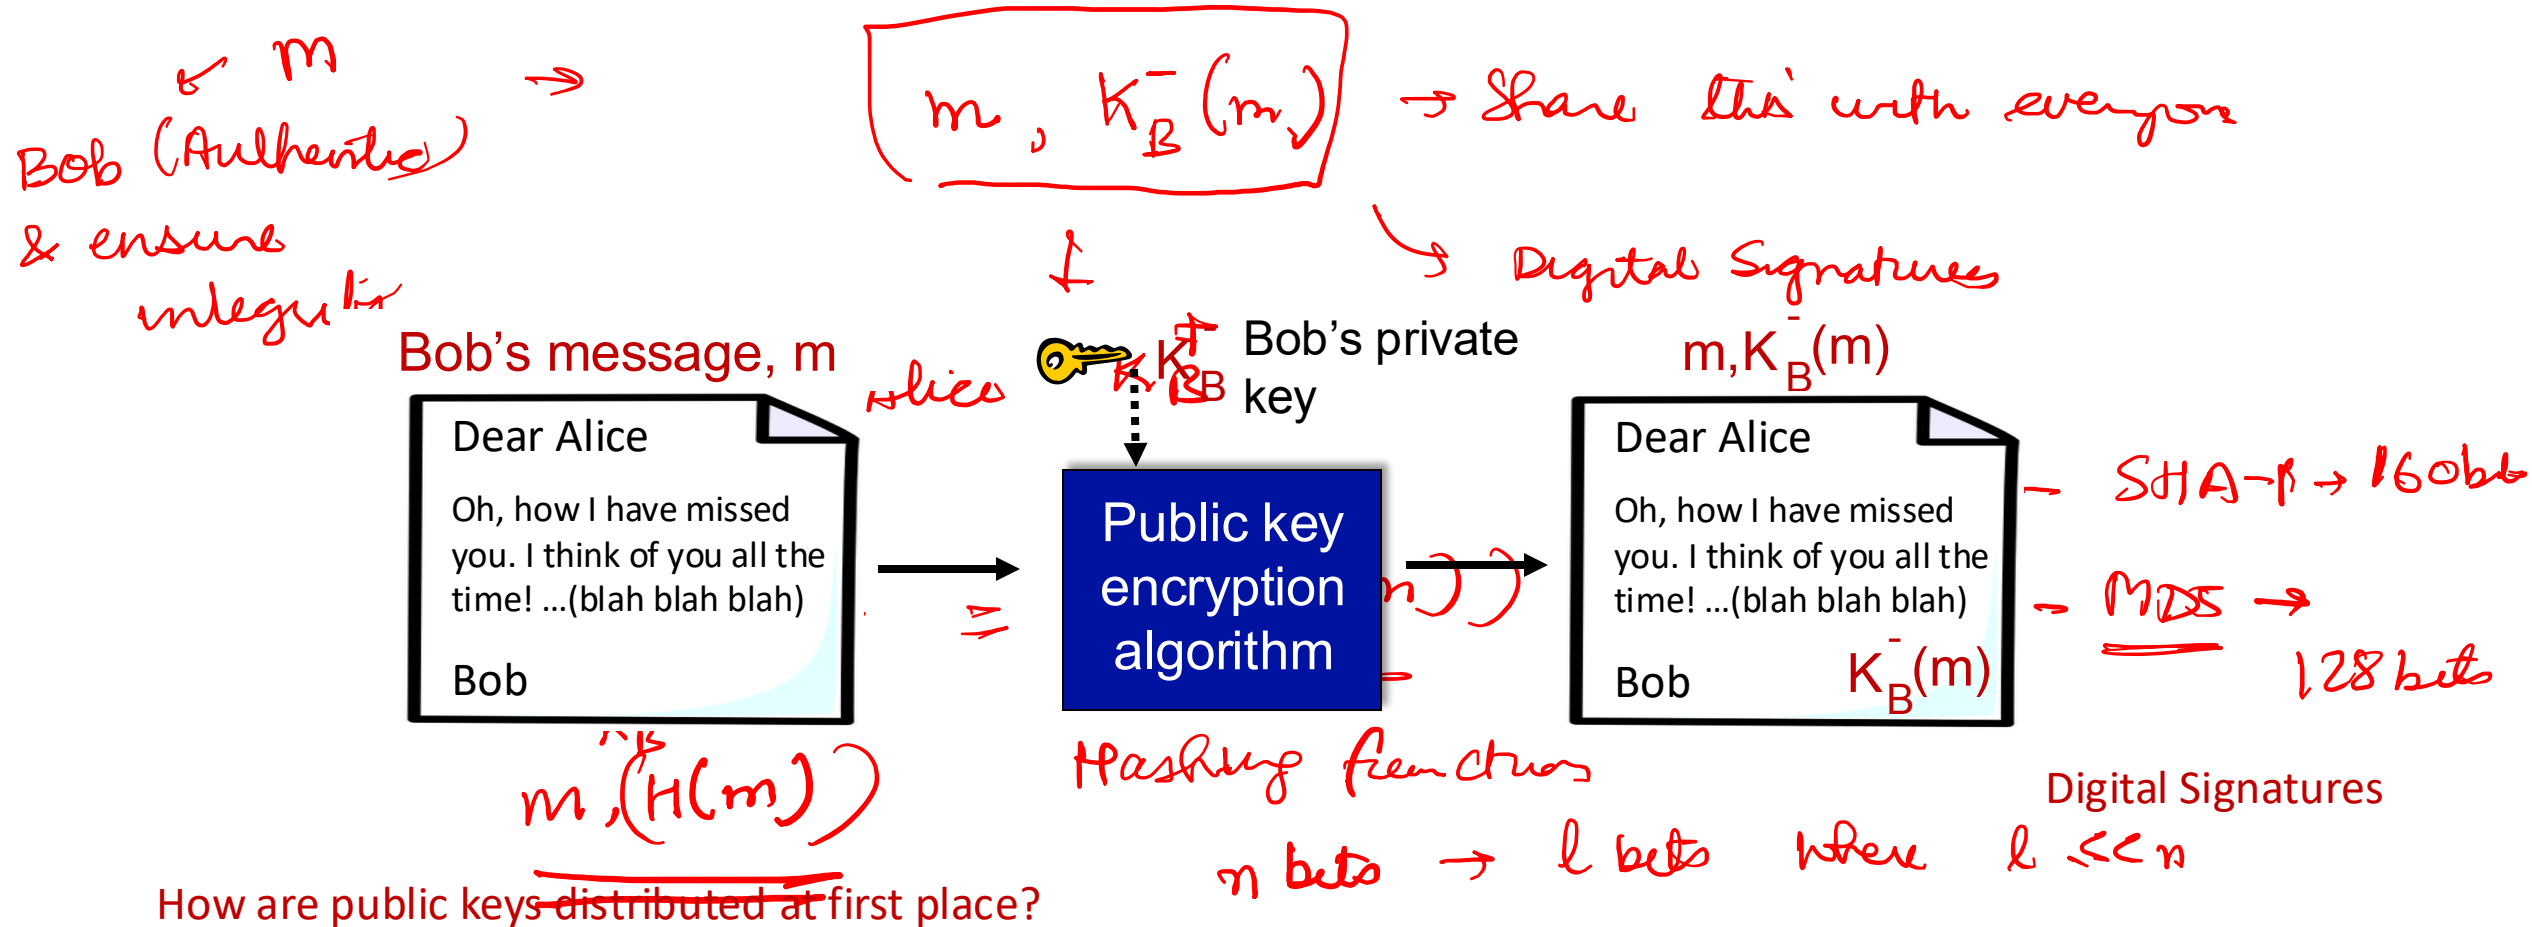 m → m, K_B^-(m) → Share this with everyone
Bob (Authentic)
& ensure
→ Digital Signatures
Bob's message, m
Alice
K_B^-
Bob's private
key
m,K_B^-(m)
Dear Alice
Oh, how I have missed
you. I think of you all the
time! ...(blah blah blah)
Bob
Public key
encryption
algorithm
Dear Alice
Oh, how I have missed
you. I think of you all the
time! ...(blah blah blah)
Bob K_B^-(m)
- SHA-1 → 160 bits
- MD5 →
128 bits
m, (H(m))
Hashing functions
n bits → l bits where l <<< n
Digital Signatures
How are public keys distributed at first place?